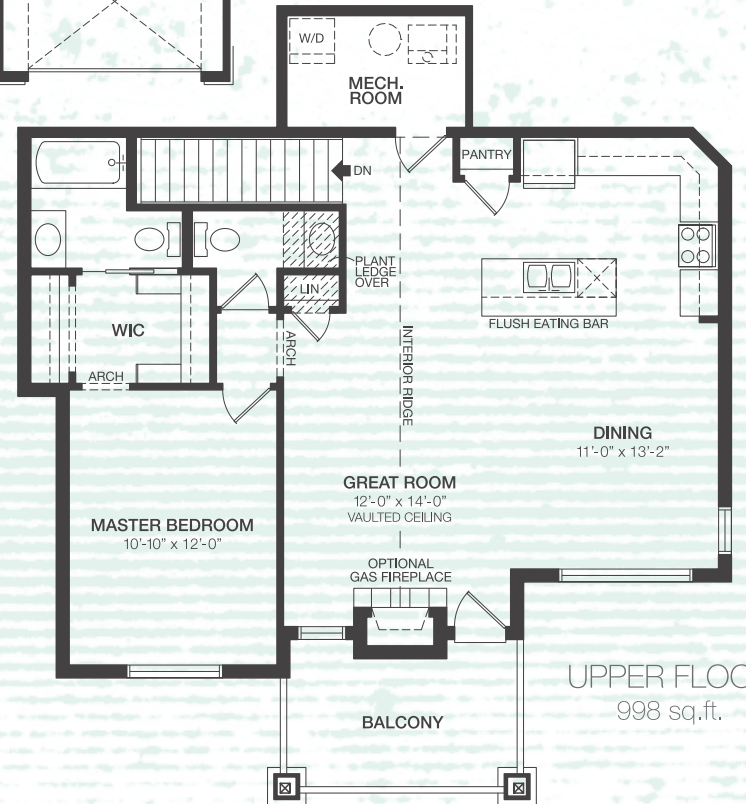 W/D
MECH.
ROOM
PANTRY
DN
PLANT
LEDGE
OVER
LIN
FLUSH EATING BAR
WIC
ARCH
ARCH
INTERIOR RIDGE
DINING
11'-0" x 13'-2"
GREAT ROOM
12'-0" x 14'-0"
VAULTED CEILING
MASTER BEDROOM
10'-10" x 12'-0"
OPTIONAL
GAS FIREPLACE
UPPER FLOO
998 sq.ft.
BALCONY